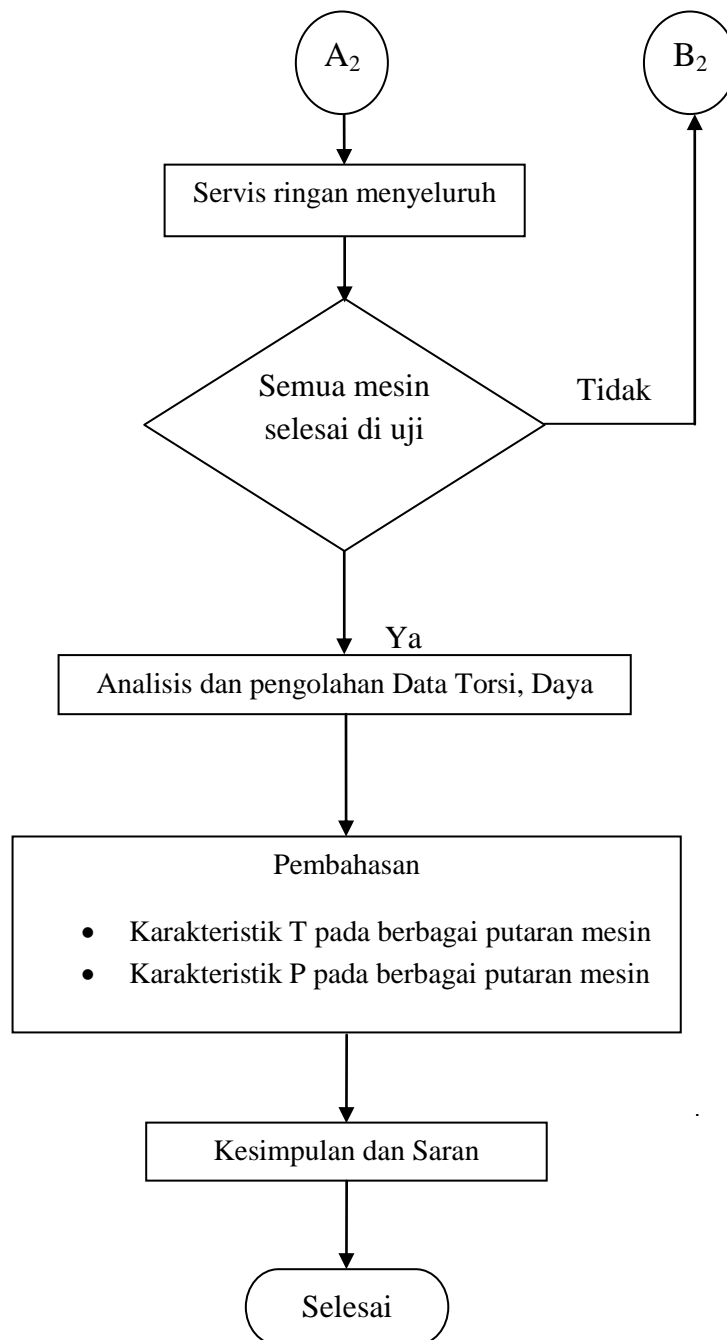 A₂
B₂
Servis ringan menyeluruh
Semua mesin
selesai di uji
Tidak
Ya
Analisis dan pengolahan Data Torsi, Daya
Pembahasan
• Karakteristik T pada berbagai putaran mesin
• Karakteristik P pada berbagai putaran mesin
.
Kesimpulan dan Saran
Selesai